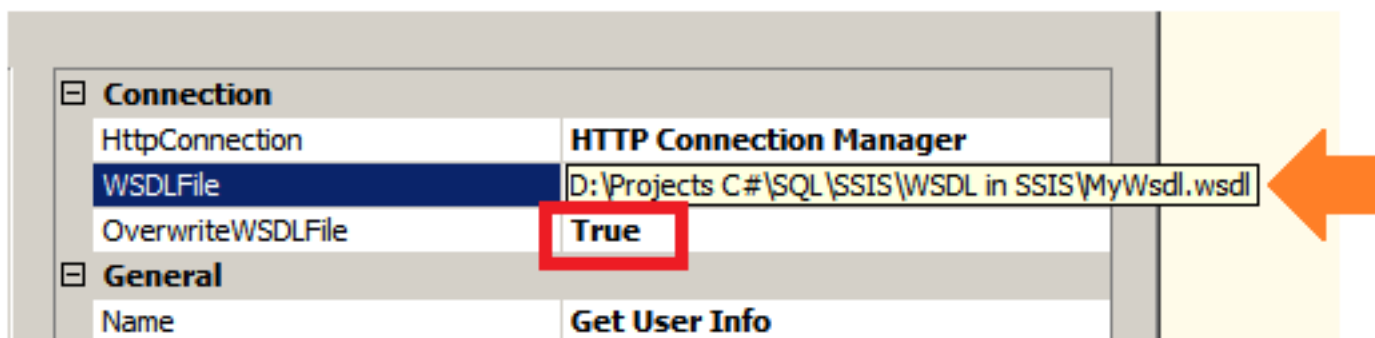 Connection
HttpConnection HTTP Connection Manager
WSDLFile D:\Projects C#\SQL\SSIS\WSDL in SSIS\MyWsdl.wsdl
OverwriteWSDLFile True
General
Name Get User Info